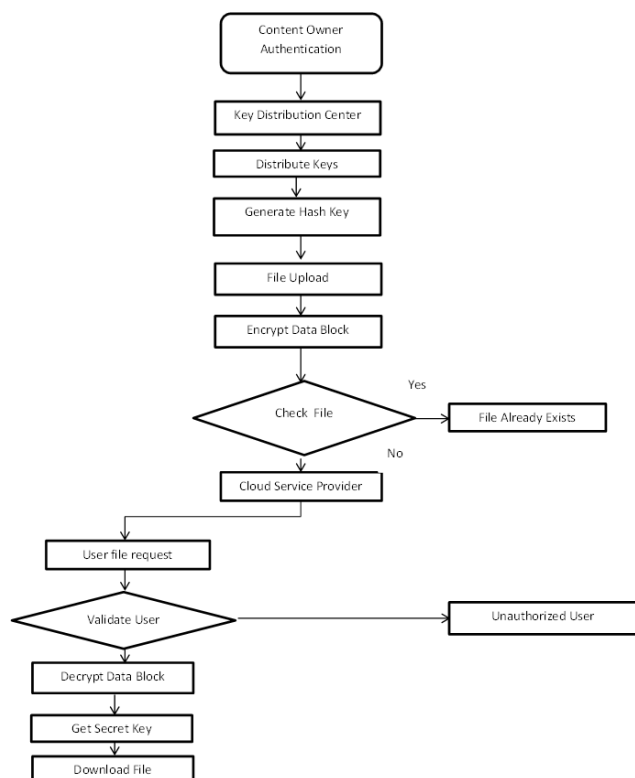 Content Owner
Authentication
Key Distribution Center
Distribute Keys
Generate Hash Key
File Upload
Encrypt Data Block
Yes
Check File
File Already Exists
No
Cloud Service Provider
User file request
Validate User
Unauthorized User
Decrypt Data Block
Get Secret Key
Download File